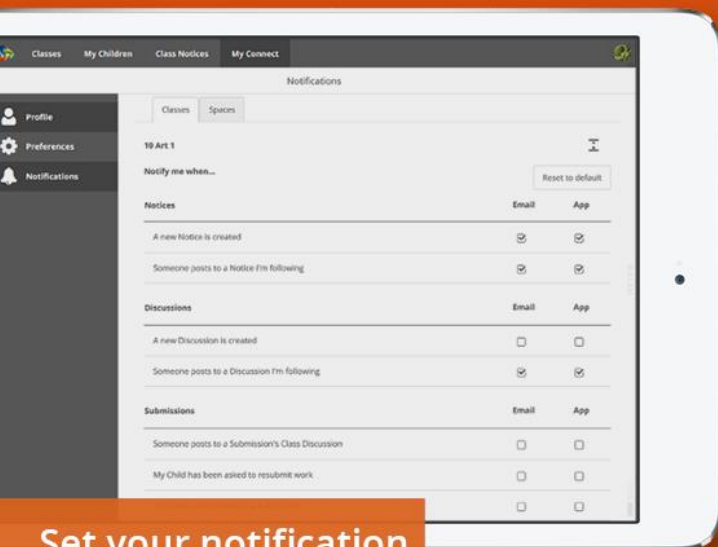 Classes My Children Class Notices My Connect
Notifications
Profile
Preferences
Notifications
Classes Spaces
10 Art 1
Notify me when...
Reset to default
Notices Email App
A new Notice is created
Someone posts to a Notice I'm following
Discussions Email App
A new Discussion is created
Someone posts to a Discussion I'm following
Submissions Email App
Someone posts to a Submission's Class Discussion
My Child has been asked to resubmit work
Set your notification